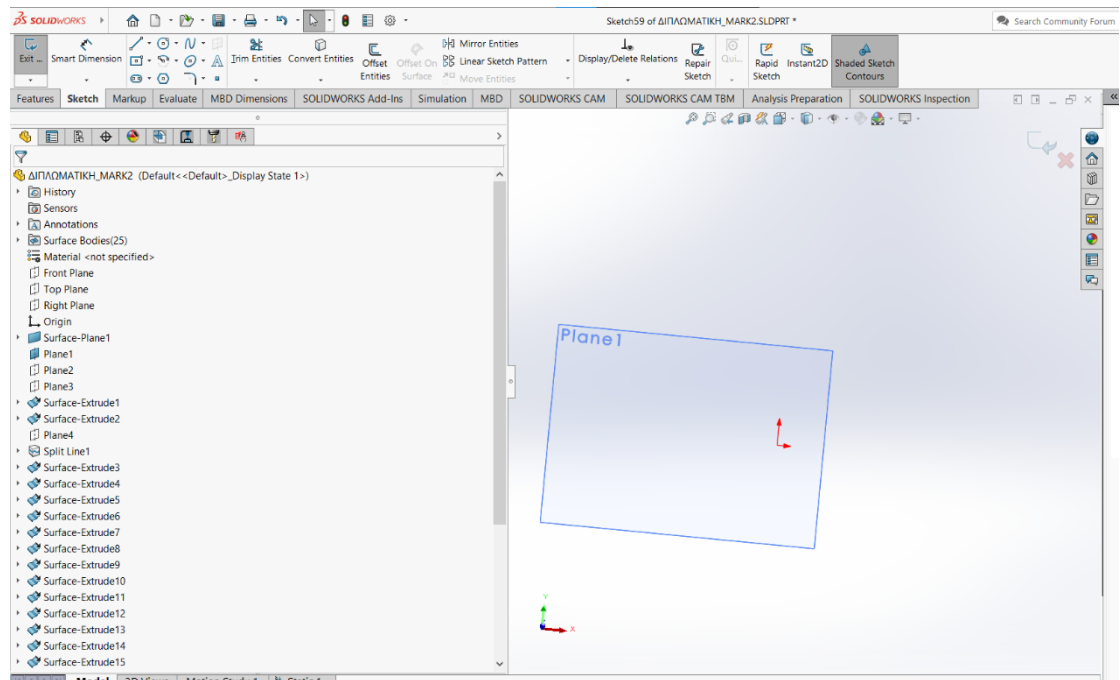 SOLIDWORKS
Sketch59 of ΔΙΠΛΩΜΑΤΙΚΗ_MARK2.SLDPRT *
Search Community Forum
Exit ...
Smart Dimension
Trim Entities
Convert Entities
Offset Entities
Offset On Surface
Mirror Entities
Linear Sketch Pattern
Move Entities
Display/Delete Relations
Repair Sketch
Qui...
Rapid Sketch
Instant2D
Shaded Sketch Contours
Features Sketch Markup Evaluate MBD Dimensions SOLIDWORKS Add-Ins Simulation MBD SOLIDWORKS CAM SOLIDWORKS CAM TBM Analysis Preparation SOLIDWORKS Inspection
ΔΙΠΛΩΜΑΤΙΚΗ_MARK2 (Default<<Default>_Display State 1>)
History
Sensors
Annotations
Surface Bodies(25)
Material <not specified>
Front Plane
Top Plane
Right Plane
Origin
Surface-Plane1
Plane1
Plane2
Plane3
Surface-Extrude1
Surface-Extrude2
Plane4
Split Line1
Surface-Extrude3
Surface-Extrude4
Surface-Extrude5
Surface-Extrude6
Surface-Extrude7
Surface-Extrude8
Surface-Extrude9
Surface-Extrude10
Surface-Extrude11
Surface-Extrude12
Surface-Extrude13
Surface-Extrude14
Surface-Extrude15
Plane1
Y
X
Model